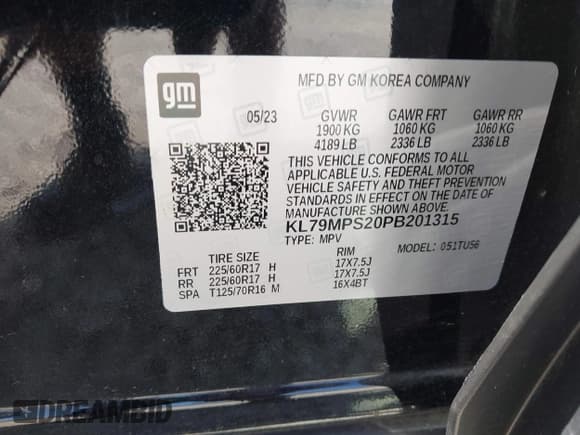 gm
MFD BY GM KOREA COMPANY
05/23 GVWR GAWR FRT GAWR RR
1900 KG 1060 KG 1060 KG
4189 LB 2336 LB 2336 LB
THIS VEHICLE CONFORMS TO ALL
APPLICABLE U.S. FEDERAL MOTOR
VEHICLE SAFETY AND THEFT PREVENTION
STANDARDS IN EFFECT ON THE DATE OF
MANUFACTURE SHOWN ABOVE.
KL79MPS20PB201315
TYPE: MPV MODEL: 051TU56
TIRE SIZE RIM
FRT 225/60R17 H 17X7.5J
RR 225/60R17 H 17X7.5J
SPA T125/70R16 M 16X4BT
DREAMBID